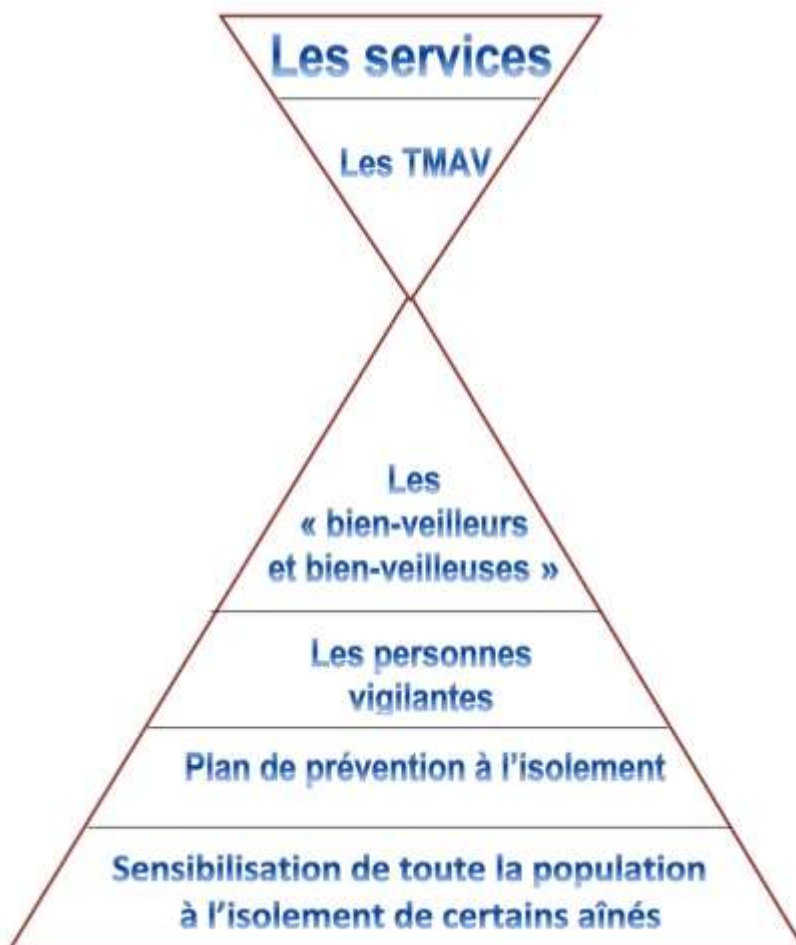 Les services
Les TMAV
Les
« bien-veilleurs
et bien-veilleuses »
Les personnes
vigilantes
Plan de prévention à l’isolement
Sensibilisation de toute la population
à l’isolement de certains aînés